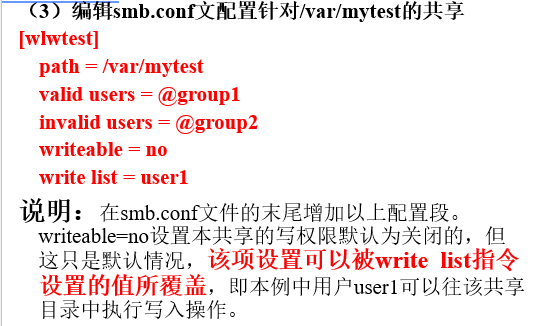 （3）编辑smb.conf文配置针对/var/mytest的共享
[wlwtest]
path = /var/mytest
valid users = @group1
invalid users = @group2
writeable = no
write list = user1
说明：在smb.conf文件的末尾增加以上配置段。
writeable=no设置本共享的写权限默认为关闭的，但
这只是默认情况，该项设置可以被write list指令
设置的值所覆盖，即本例中用户user1可以往该共享
目录中执行写入操作。